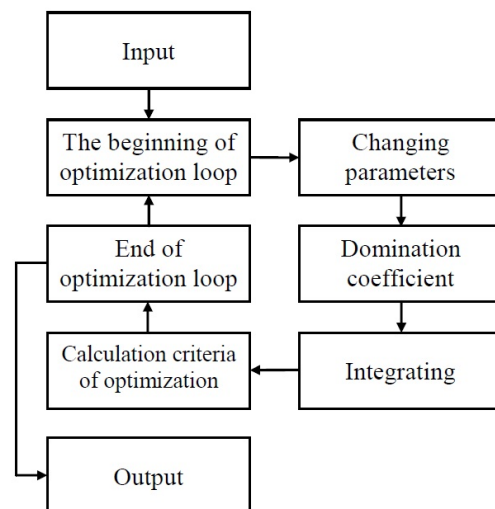 Input
The beginning of
optimization loop
Changing
parameters
End of
optimization loop
Domination
coefficient
Calculation criteria
of optimization
Integrating
Output